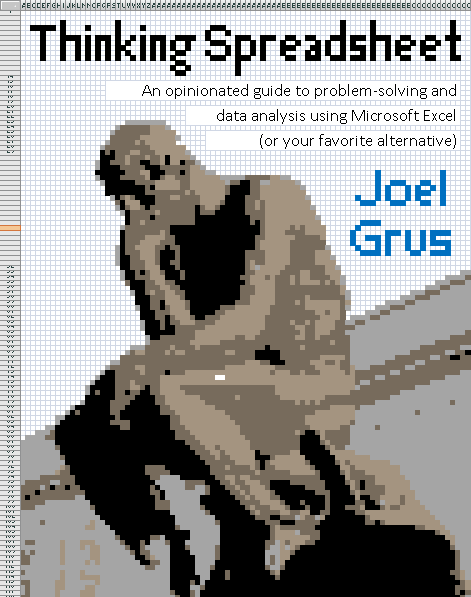 Thinking Spreadsheet
An opinionated guide to problem-solving and
data analysis using Microsoft Excel
(or your favorite alternative)
Joel
Grus